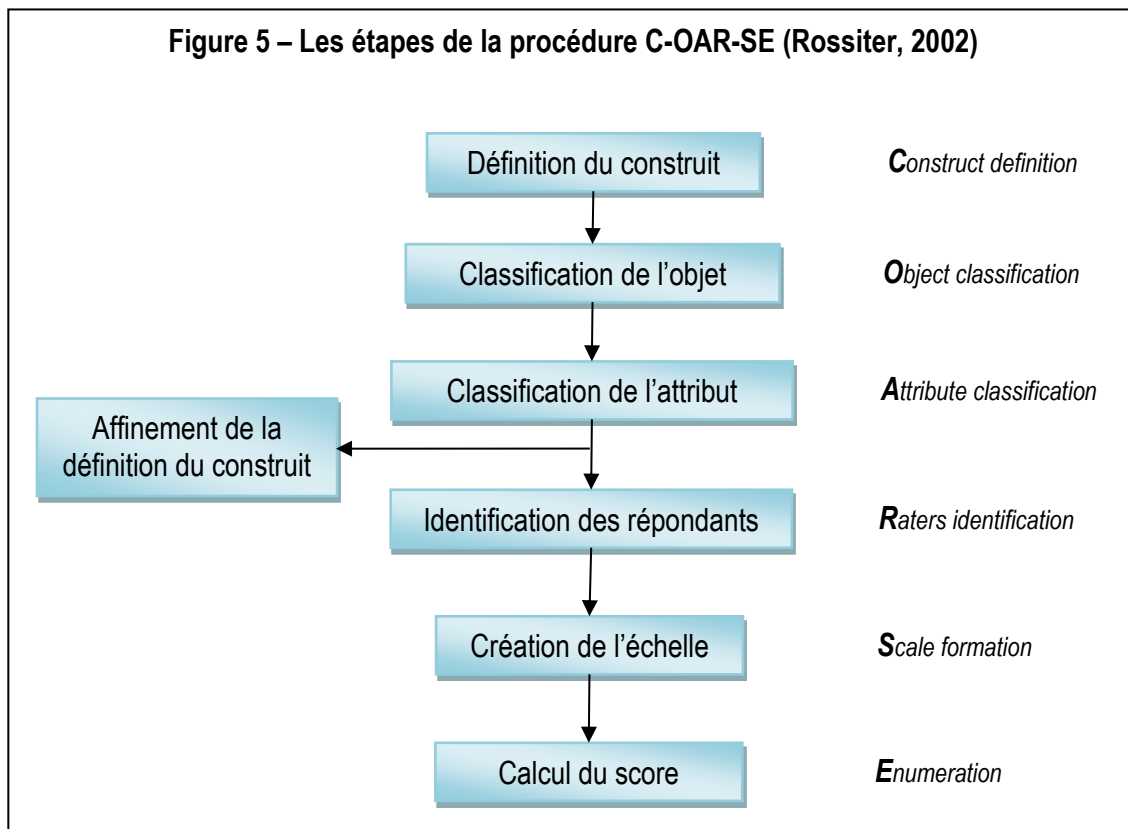 Figure 5 – Les étapes de la procédure C-OAR-SE (Rossiter, 2002)
Définition du construit
Construct definition
Classification de l’objet
Object classification
Classification de l’attribut
Attribute classification
Affinement de la
définition du construit
Identification des répondants
Raters identification
Création de l’échelle
Scale formation
Calcul du score
Enumeration